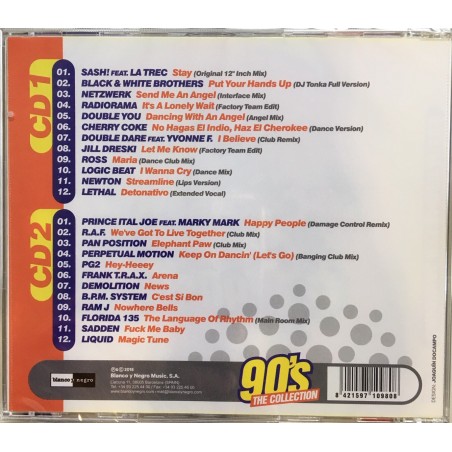 CD1
01. SASH! FEAT. LA TREC Stay (Original 12" Inch Mix)
02. BLACK & WHITE BROTHERS Put Your Hands Up (DJ Tonka Full Version)
03. NETZWERK Send Me An Angel (Interface Mix)
04. RADIORAMA It's A Lonely Wait (Factory Team Edit)
05. DOUBLE YOU Dancing With An Angel (Angel Mix)
06. CHERRY COKE No Hagas El Indio, Haz El Cherokee (Dance Version)
07. DOUBLE DARE FEAT. YVONNE F. I Believe (Club Remix)
08. JILL DRESKI Let Me Know (Factory Team Edit)
09. ROSS Maria (Dance Club Mix)
10. LOGIC BEAT I Wanna Cry (Dance Mix)
11. NEWTON Streamline (Lips Version)
12. LETHAL Detonativo (Extended Vocal)
CD2
01. PRINCE ITAL JOE FEAT. MARKY MARK Happy People (Damage Control Remix)
02. R.A.F. We've Got To Live Together (Club Mix)
03. PAN POSITION Elephant Paw (Club Mix)
04. PERPETUAL MOTION Keep On Dancin' (Let's Go) (Banging Club Mix)
05. PG2 Hey-Heeey
06. FRANK T.R.A.X. Arena
07. DEMOLITION News
08. B.P.M. SYSTEM C'est Si Bon
09. RAM J Nowhere Bells
10. FLORIDA 135 The Language Of Rhythm (Main Room Mix)
11. SADDEN Fuck Me Baby
12. LIQUID Magic Tune
blanco y negro
Blanco y Negro Music, S.A.
90's
THE COLLECTION
8 421597 109808
DESIGN: JOAQUÍN DOCAMPO